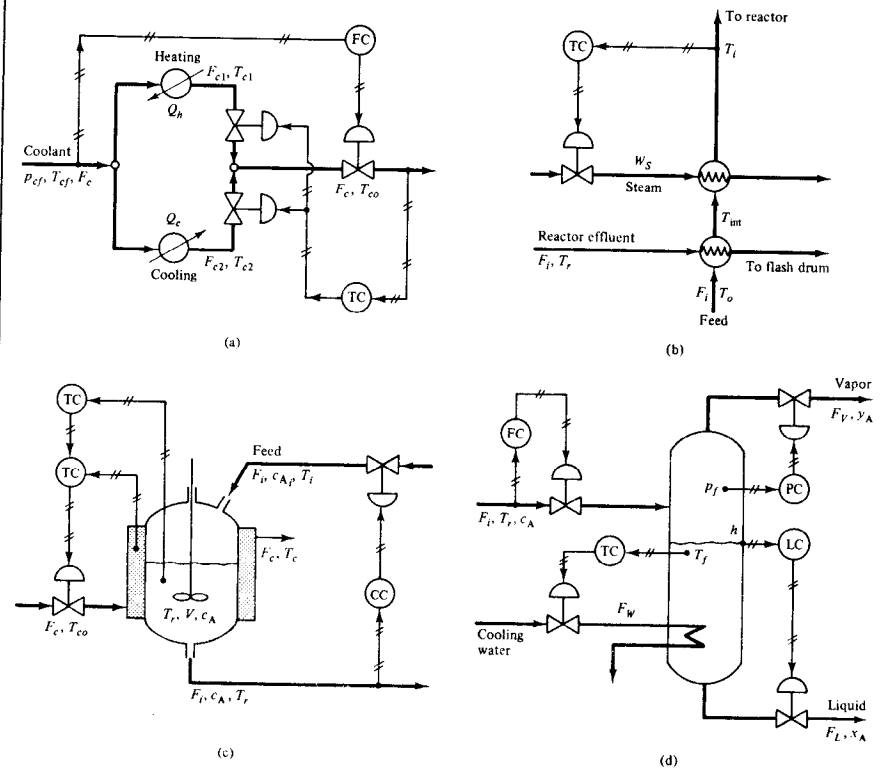 FC
Heating
F_c1, T_c1
Q_h
Coolant
p_cf, T_cf, F_c
F_c, T_co
Q_c
F_c2, T_c2
Cooling
TC
(a)
To reactor
TC
T_i
W_S
Steam
T_int
Reactor effluent
F_i, T_r
To flash drum
F_i T_o
Feed
(b)
TC
TC
Feed
F_i, c_Ai, T_i
F_c, T_c
CC
T_r, V, c_A
F_c, T_co
F_i, c_A, T_r
(c)
Vapor
F_V, y_A
FC
p_f
PC
F_i, T_r, c_A
h
LC
TC
T_f
F_W
Cooling
water
Liquid
F_L, x_A
(d)